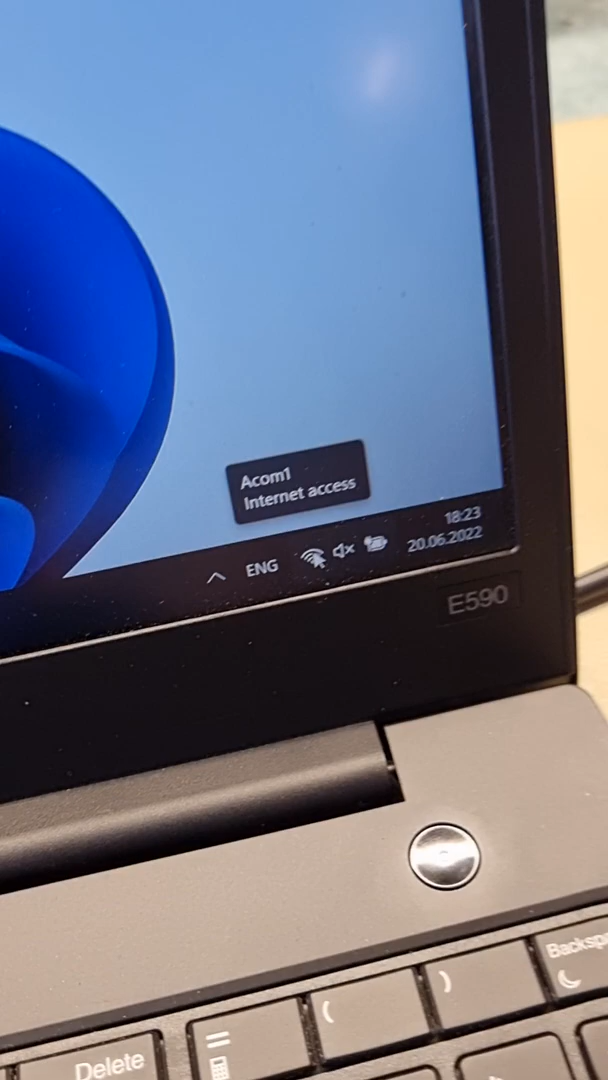 Acom1
Internet access
18:23
ENG
20.06.2022
E590
Backsp
( )
=
Delete